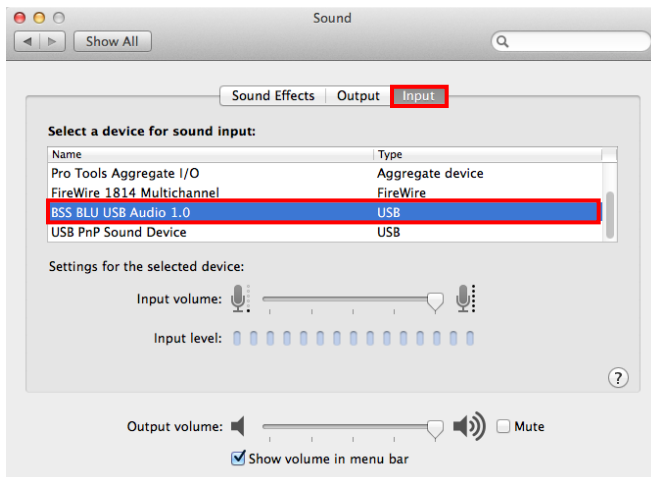 Sound
Show All
Sound Effects Output Input
Select a device for sound input:
Name Type
Pro Tools Aggregate I/O Aggregate device
FireWire 1814 Multichannel FireWire
BSS BLU USB Audio 1.0 USB
USB PnP Sound Device USB
Settings for the selected device:
Input volume:
Input level:
?
Output volume: Mute
Show volume in menu bar